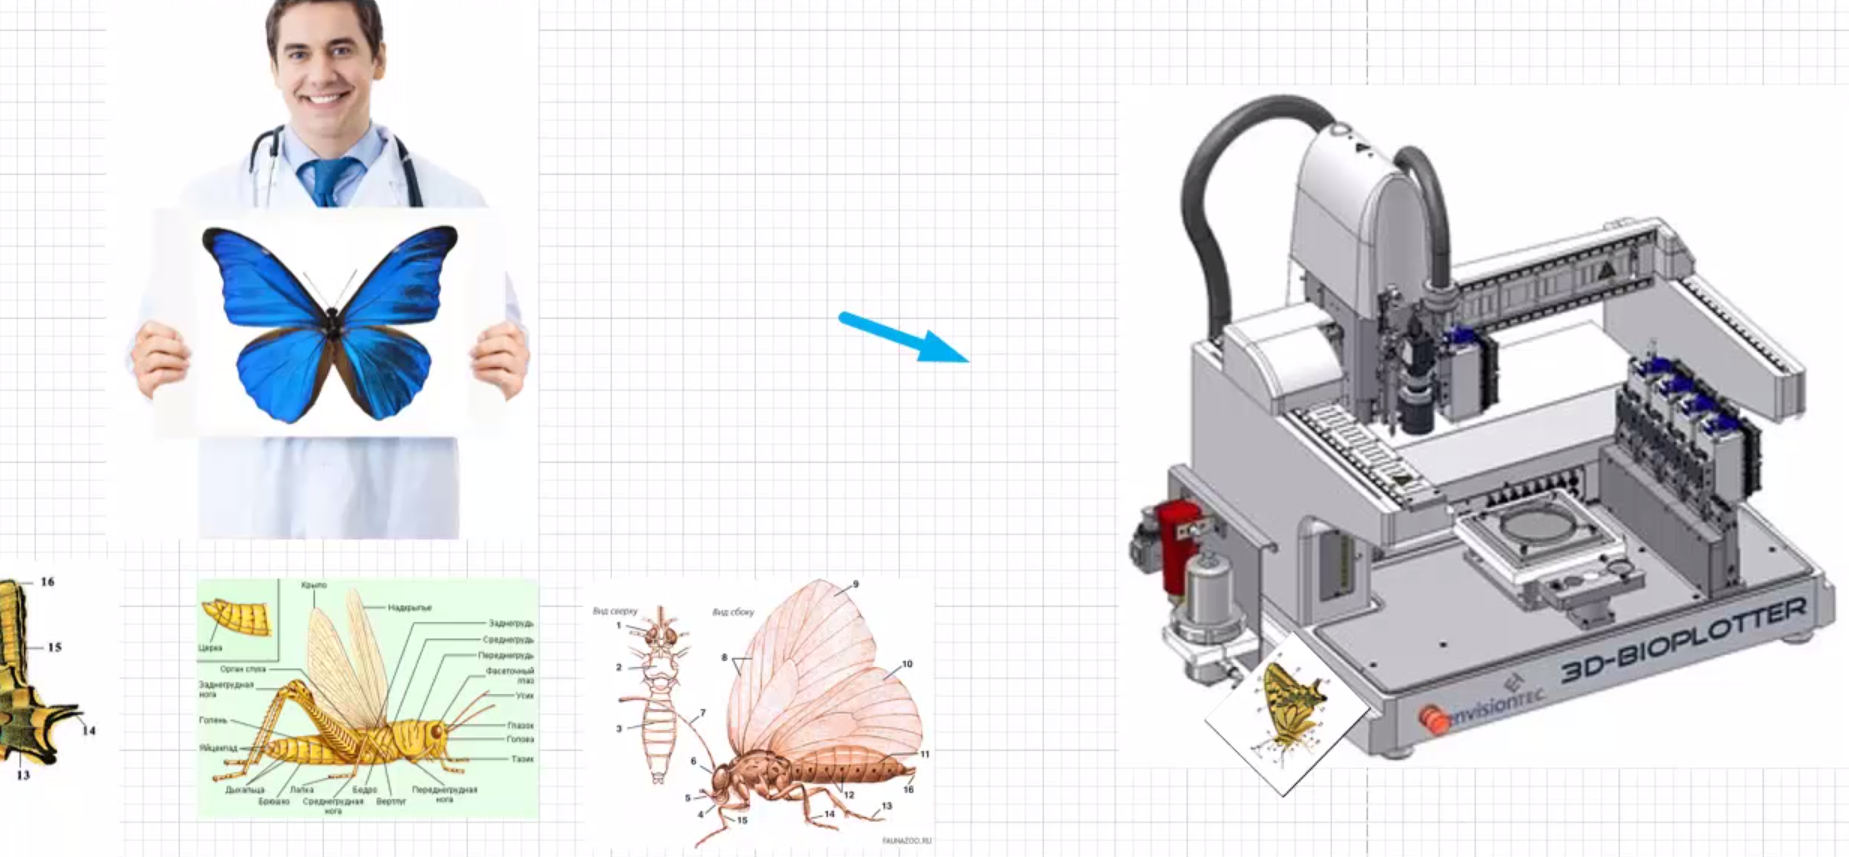 16
15
14
13
Крыло
Надкрылье
Церка
Орган слуха
Заднегрудная
нога
Голень
Яйцеклад
Дыхальца
Брюшко
Лапка
Среднегрудная
нога
Бедро
Вертлуг
Переднегрудная
нога
Заднегрудь
Среднегрудь
Переднегрудь
Фасеточный
глаз
Усик
Глазок
Голова
Тазик
Вид сверху
Вид сбоку
1
2
3
4
5
6
7
8
9
10
11
12
13
14
15
16
FAUNAZOO.RU
3D-BIOPLOTTER
envisionTEC